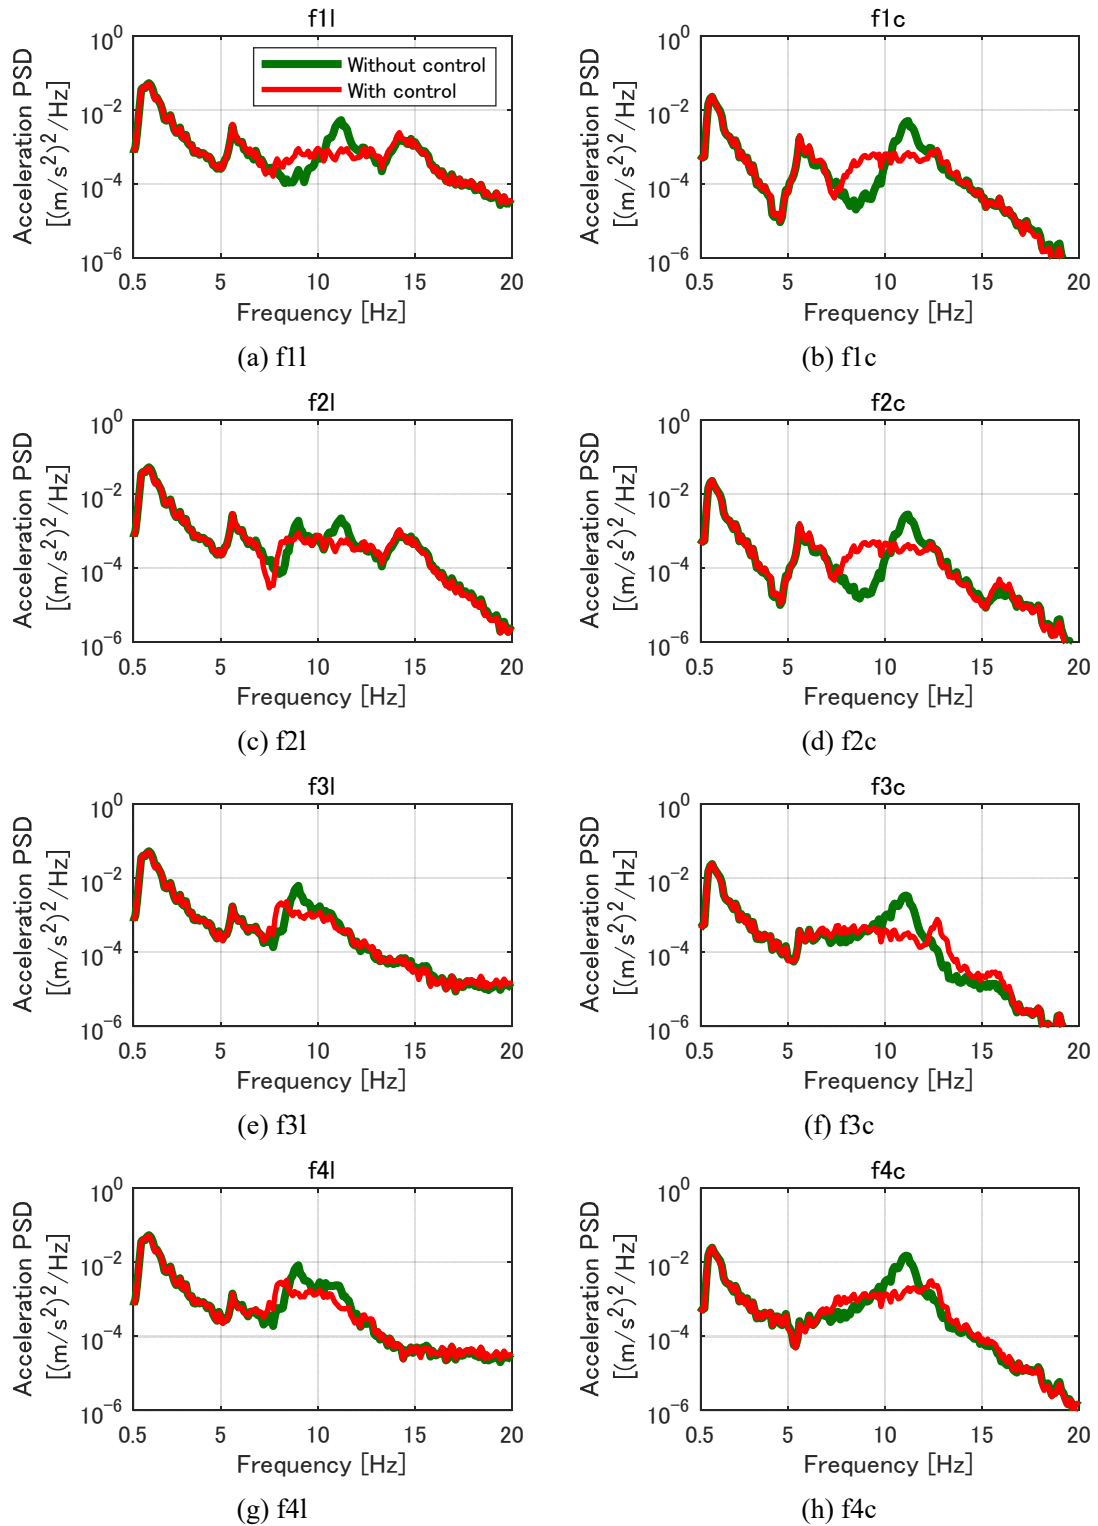 f1l
f1c
10^0
10^-2
10^-4
10^-6
Acceleration PSD
[(m/s^2)^2/Hz]
Without control
With control
0.5 5 10 15 20
Frequency [Hz]
10^0
10^-2
10^-4
10^-6
Acceleration PSD
[(m/s^2)^2/Hz]
0.5 5 10 15 20
Frequency [Hz]
(a) f1l
(b) f1c
f2l
f2c
10^0
10^-2
10^-4
10^-6
Acceleration PSD
[(m/s^2)^2/Hz]
0.5 5 10 15 20
Frequency [Hz]
10^0
10^-2
10^-4
10^-6
Acceleration PSD
[(m/s^2)^2/Hz]
0.5 5 10 15 20
Frequency [Hz]
(c) f2l
(d) f2c
f3l
f3c
10^0
10^-2
10^-4
10^-6
Acceleration PSD
[(m/s^2)^2/Hz]
0.5 5 10 15 20
Frequency [Hz]
10^0
10^-2
10^-4
10^-6
Acceleration PSD
[(m/s^2)^2/Hz]
0.5 5 10 15 20
Frequency [Hz]
(e) f3l
(f) f3c
f4l
f4c
10^0
10^-2
10^-4
10^-6
Acceleration PSD
[(m/s^2)^2/Hz]
0.5 5 10 15 20
Frequency [Hz]
10^0
10^-2
10^-4
10^-6
Acceleration PSD
[(m/s^2)^2/Hz]
0.5 5 10 15 20
Frequency [Hz]
(g) f4l
(h) f4c